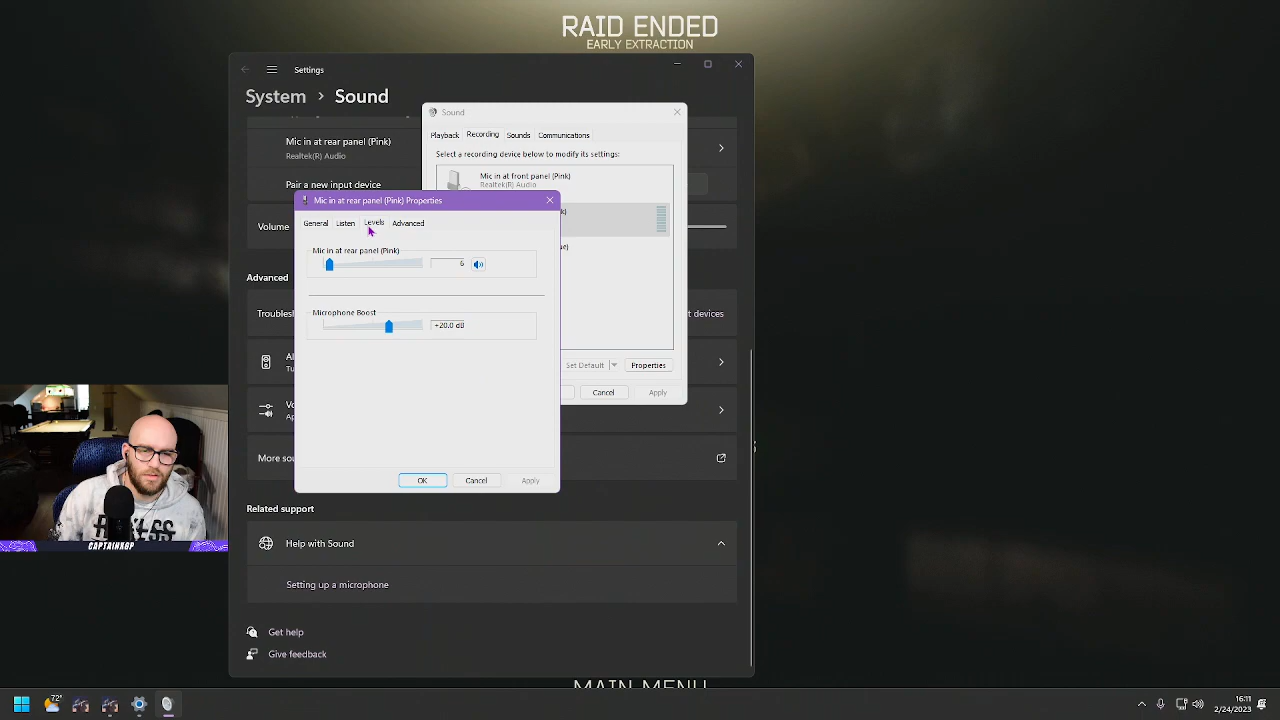 RAID ENDED
EARLY EXTRACTION
Settings
System > Sound
Mic in at rear panel (Pink)
Realtek(R) Audio
Pair a new input device
Volume
Advanced
More
Related support
Help with Sound
Setting up a microphone
Get help
Give feedback
Sound
Playback Recording Sounds Communications
Select a recording device below to modify its settings:
Mic in at front panel (Pink)
Realtek(R) Audio
Set Default Properties
Cancel Apply
t devices
Mic in at rear panel (Pink) Properties
General Listen Levels Advanced
Mic in at rear panel (Pink)
6
Microphone Boost
+20.0 dB
OK Cancel Apply
CAPTAINKOP
MAIN MENU
72°
16:11
2/24/2023